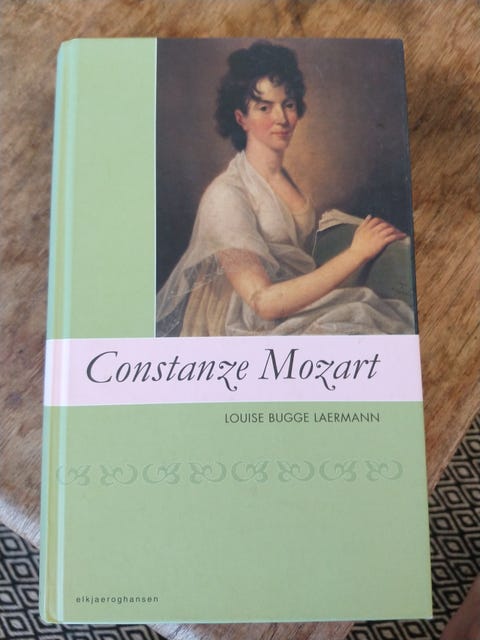 Constanze Mozart
LOUISE BUGGE LAERMANN
elkjaeroghansen